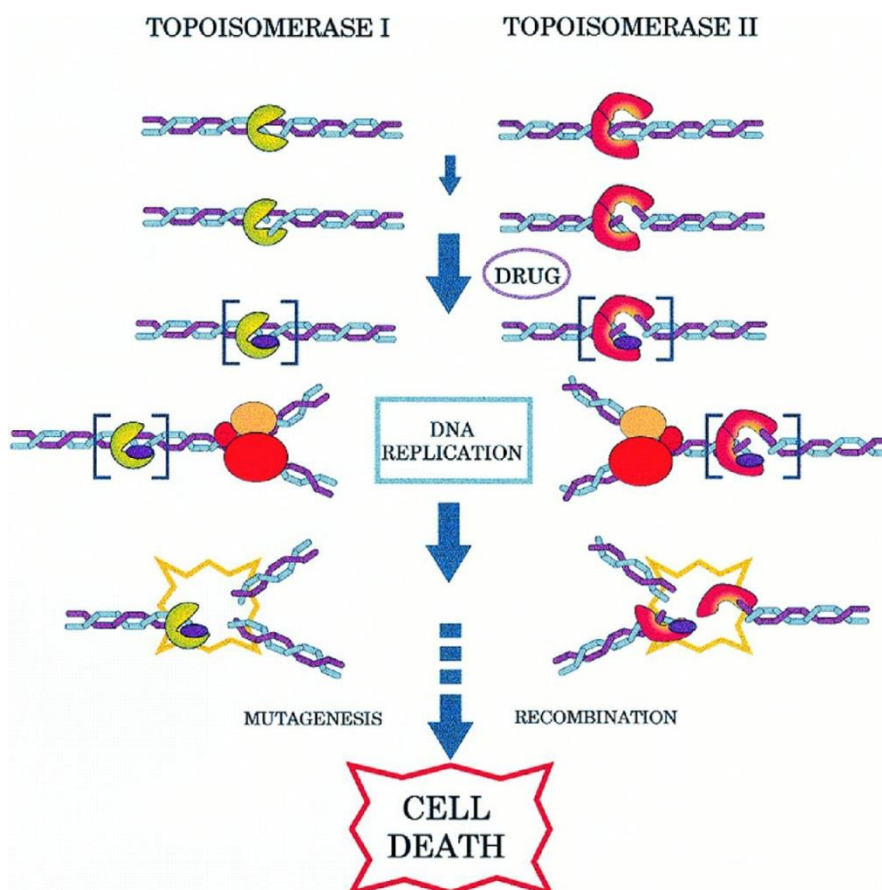 TOPOISOMERASE I
TOPOISOMERASE II
DRUG
DNA
REPLICATION
MUTAGENESIS
RECOMBINATION
CELL
DEATH